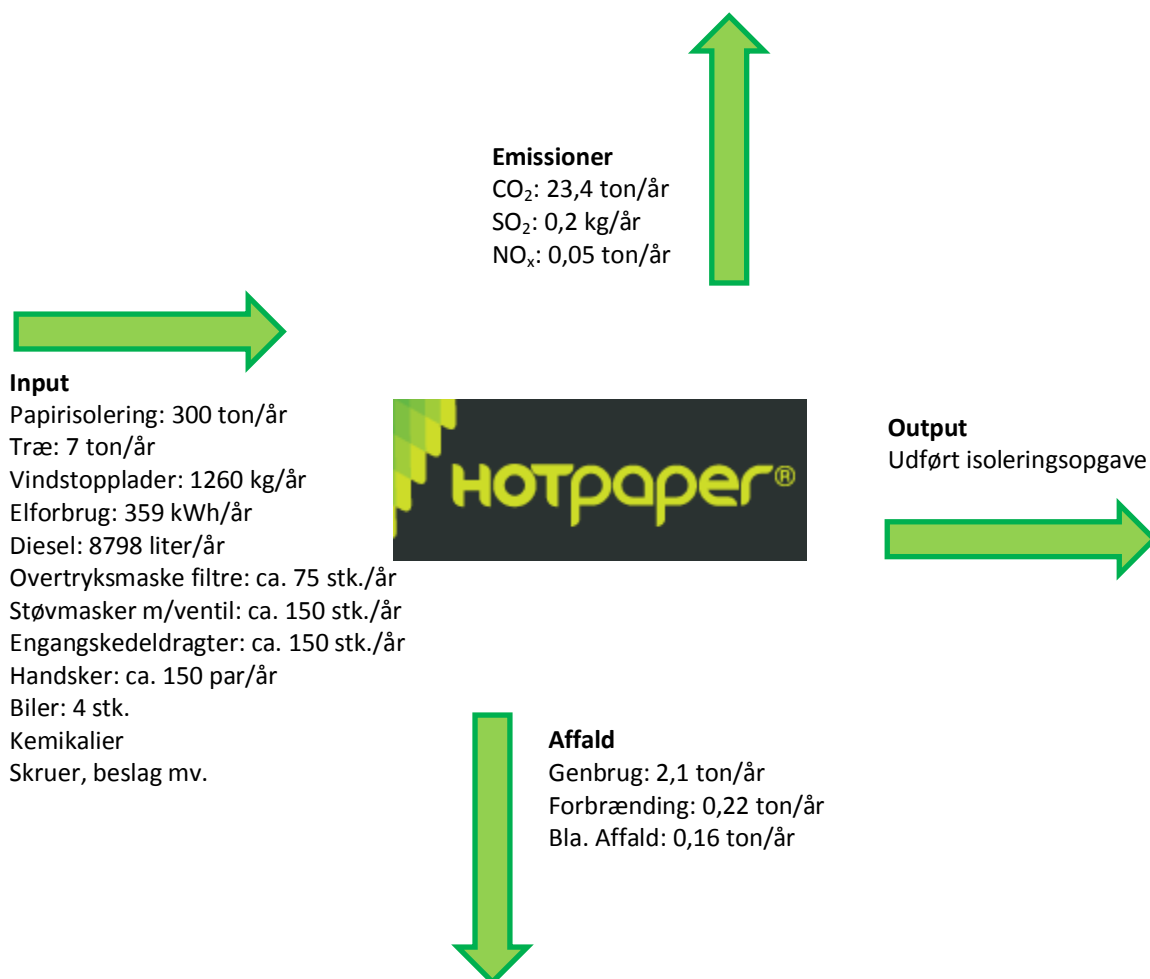 Emissioner
CO₂: 23,4 ton/år
SO₂: 0,2 kg/år
NOₓ: 0,05 ton/år
Input
Papirisolering: 300 ton/år
Træ: 7 ton/år
Vindstopplader: 1260 kg/år
Elforbrug: 359 kWh/år
Diesel: 8798 liter/år
Overtryksmaske filtre: ca. 75 stk./år
Støvmasker m/ventil: ca. 150 stk./år
Engangskedeldragter: ca. 150 stk./år
Handsker: ca. 150 par/år
Biler: 4 stk.
Kemikalier
Skruer, beslag mv.
HOTpaper®
Output
Udført isoleringsopgave
Affald
Genbrug: 2,1 ton/år
Forbrænding: 0,22 ton/år
Bla. Affald: 0,16 ton/år